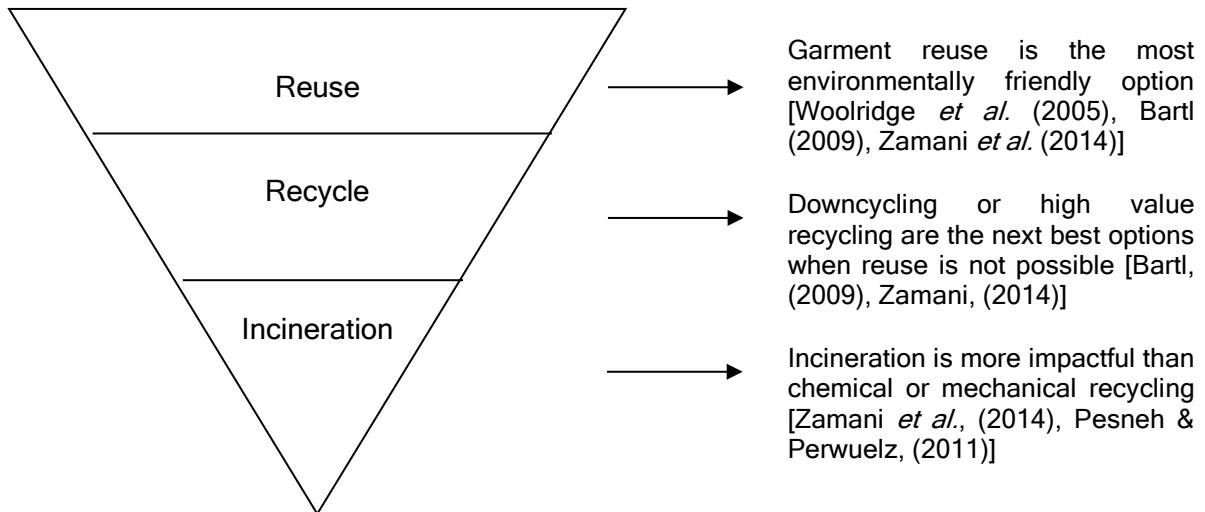 Reuse
Garment reuse is the most
environmentally friendly option
[Woolridge et al. (2005), Bartl
(2009), Zamani et al. (2014)]
Recycle
Downcycling or high value
recycling are the next best options
when reuse is not possible [Bartl,
(2009), Zamani, (2014)]
Incineration
Incineration is more impactful than
chemical or mechanical recycling
[Zamani et al., (2014), Pesneh &
Perwuelz, (2011)]